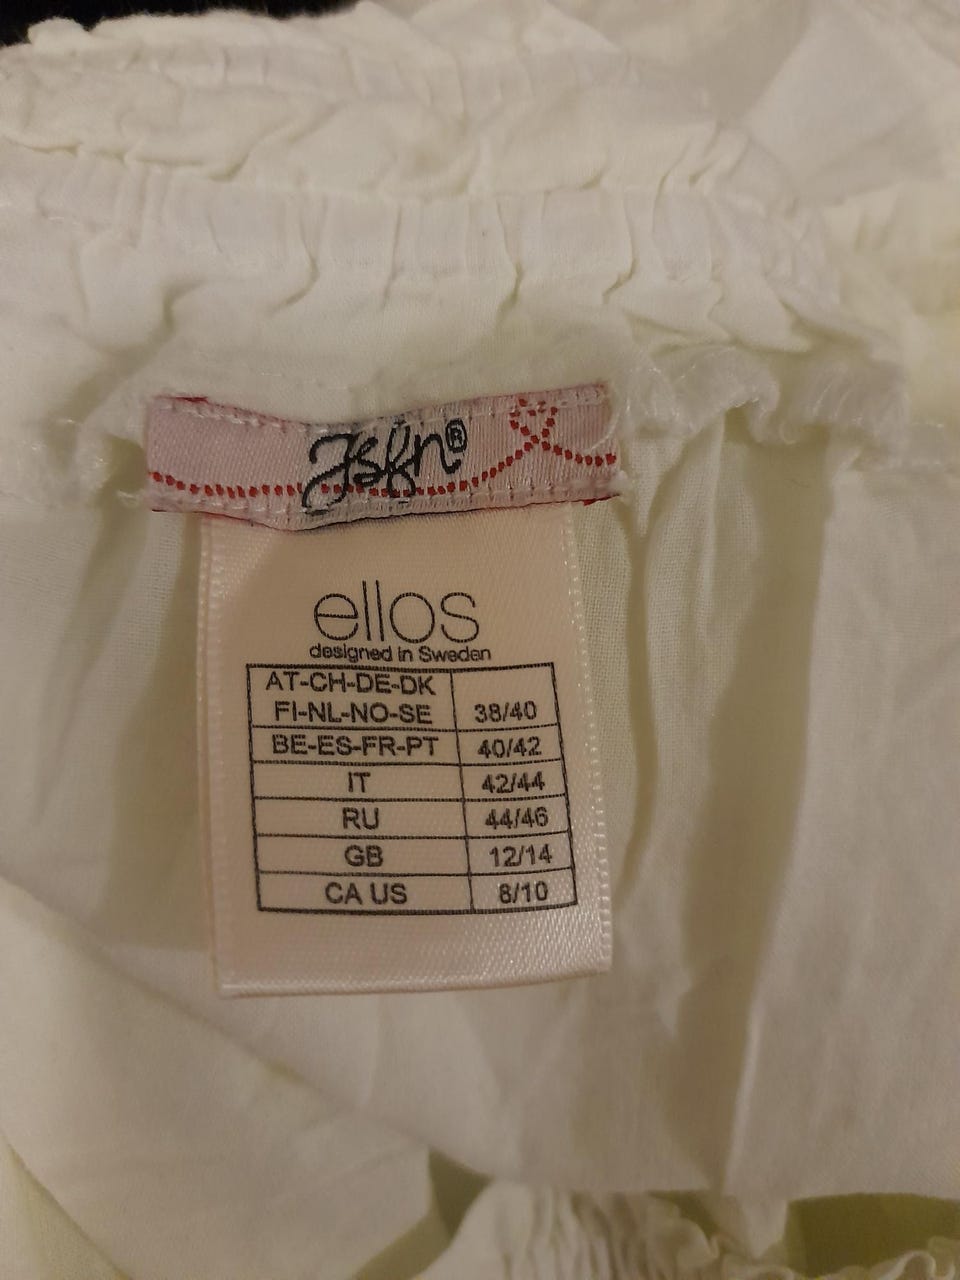 ellos
designed in Sweden
AT-CH-DE-DK
FI-NL-NO-SE 38/40
BE-ES-FR-PT 40/42
IT 42/44
RU 44/46
GB 12/14
CA US 8/10